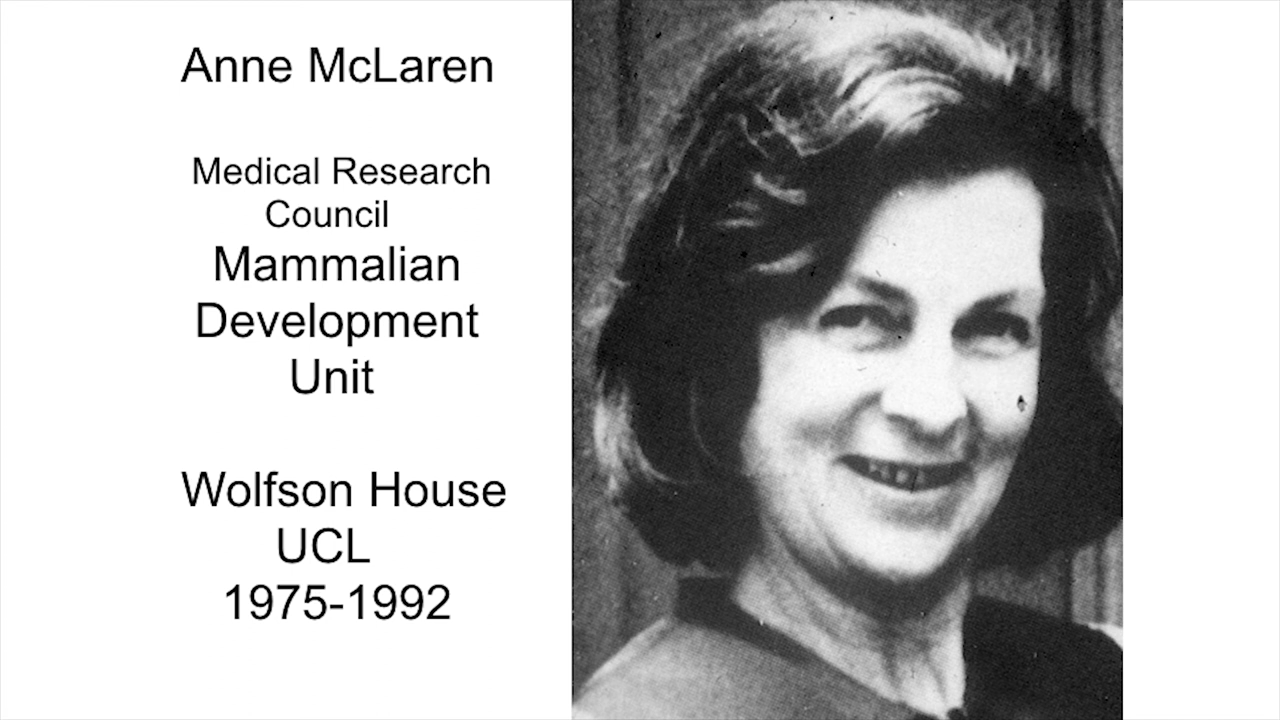 Anne McLaren
Medical Research
Council
Mammalian
Development
Unit
Wolfson House
UCL
1975-1992